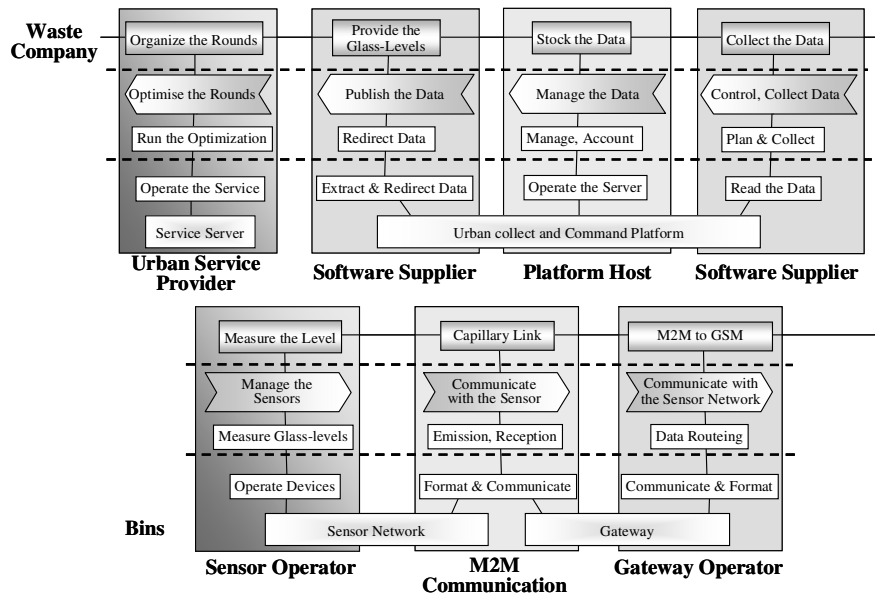 Waste
Company
Organize the Rounds
Provide the
Glass-Levels
Stock the Data
Collect the Data
Optimise the Rounds
Publish the Data
Manage the Data
Control, Collect Data
Run the Optimization
Redirect Data
Manage, Account
Plan & Collect
Operate the Service
Extract & Redirect Data
Operate the Server
Read the Data
Service Server
Urban collect and Command Platform
Urban Service
Provider
Software Supplier
Platform Host
Software Supplier
Measure the Level
Capillary Link
M2M to GSM
Manage the
Sensors
Communicate
with the Sensor
Communicate with
the Sensor Network
Measure Glass-levels
Emission, Reception
Data Routeing
Operate Devices
Format & Communicate
Communicate & Format
Bins
Sensor Network
Gateway
Sensor Operator
M2M
Communication
Gateway Operator